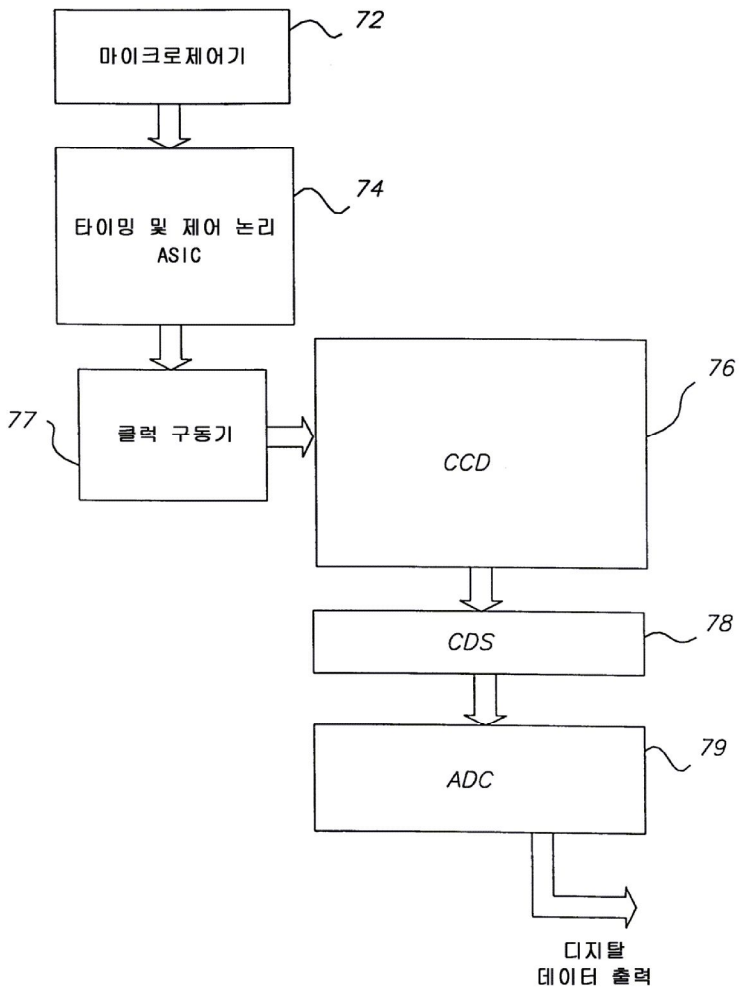 72
마이크로제어기
74
타이밍 및 제어 논리
ASIC
76
77
클럭 구동기
CCD
78
CDS
79
ADC
디지탈
데이터 출력